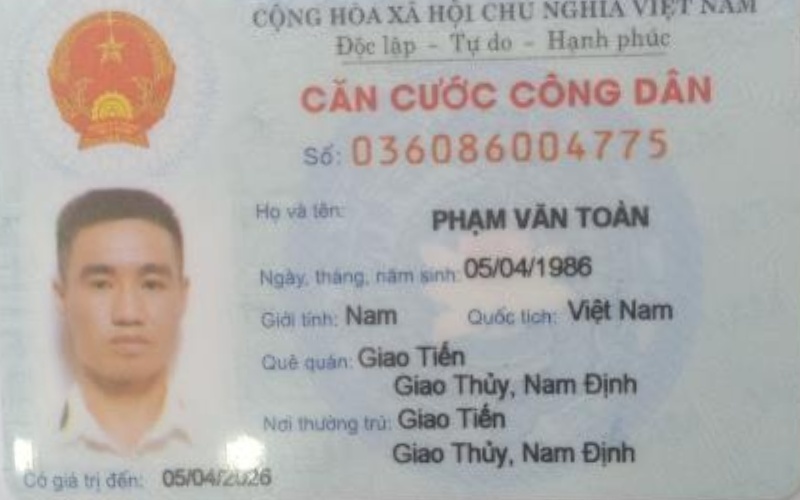 CỘNG HÒA XÃ HỘI CHỦ NGHĨA VIỆT NAM
Độc lập - Tự do - Hạnh phúc
CĂN CƯỚC CÔNG DÂN
Số: 036086004775
Họ và tên: PHẠM VĂN TOÀN
Ngày, tháng, năm sinh: 05/04/1986
Giới tính: Nam Quốc tịch: Việt Nam
Quê quán: Giao Tiến
Giao Thủy, Nam Định
Nơi thường trú: Giao Tiến
Giao Thủy, Nam Định
Có giá trị đến: 05/04/2026